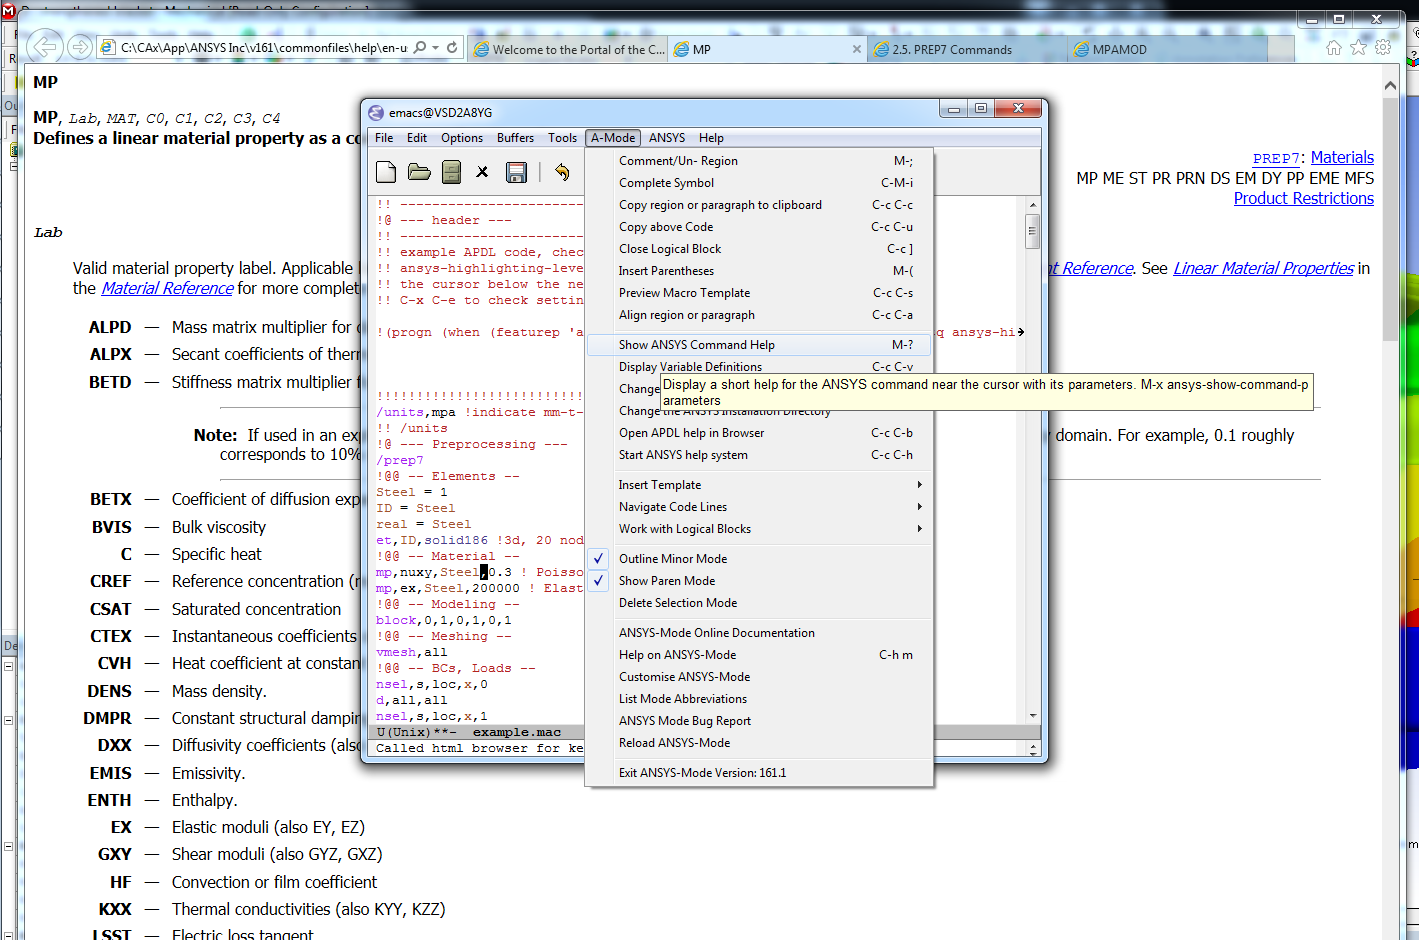 C:\CAx\App\ANSYS Inc\v161\commonfiles\help\en-u
Welcome to the Portal of the C...
MP
2.5. PREP7 Commands
MPAMOD
MP
MP, Lab, MAT, C0, C1, C2, C3, C4
Defines a linear material property as a co
PREP7: Materials
MP ME ST PR PRN DS EM DY PP EME MFS
Product Restrictions
Lab
Valid material property label. Applicable
nt Reference. See Linear Material Properties in
the Material Reference for more complet
ALPD — Mass matrix multiplier for
ALPX — Secant coefficients of ther
BETD — Stiffness matrix multiplier
Note: If used in an exp
domain. For example, 0.1 roughly
corresponds to 10%
BETX — Coefficient of diffusion exp
BVIS — Bulk viscosity
C — Specific heat
CREF — Reference concentration (
CSAT — Saturated concentration
CTEX — Instantaneous coefficients
CVH — Heat coefficient at constan
DENS — Mass density.
DMPR — Constant structural dampin
DXX — Diffusivity coefficients (also
EMIS — Emissivity.
ENTH — Enthalpy.
EX — Elastic moduli (also EY, EZ)
GXY — Shear moduli (also GYZ, GXZ)
HF — Convection or film coefficient
KXX — Thermal conductivities (also KYY, KZZ)
LSST — Electric loss tangent
emacs@VSD2A8YG
File Edit Options Buffers Tools A-Mode ANSYS Help
!! --------------------------
!@ --- header ---
!! --------------------------
!! example APDL code, chec
!! ansys-highlighting-leve
!! the cursor below the ne
!! C-x C-e to check settin
!(progn (when (featurep 'a
q ansys-hi
!!!!!!!!!!!!!!!!!!!!!!!!!!
/units,mpa !indicate mm-t-
!! /units
!@ --- Preprocessing ---
/prep7
!@@ -- Elements --
Steel = 1
ID = Steel
real = Steel
et,ID,solid186 !3d, 20 nod
!@@ -- Material --
mp,nuxy,Steel,0.3 ! Poisso
mp,ex,Steel,200000 ! Elast
!@@ -- Modeling --
block,0,1,0,1,0,1
!@@ -- Meshing --
vmesh,all
!@@ -- BCs, Loads --
nsel,s,loc,x,0
d,all,all
nsel,s,loc,x,1
U(Unix)**- example.mac
Called html browser for ke
Comment/Un- Region M-;
Complete Symbol C-M-i
Copy region or paragraph to clipboard C-c C-c
Copy above Code C-c C-u
Close Logical Block C-c ]
Insert Parentheses M-(
Preview Macro Template C-c C-s
Align region or paragraph C-c C-a
Show ANSYS Command Help M-?
Display Variable Definitions C-c C-v
Change
Change the ANSYS Installation Directory
Display a short help for the ANSYS command near the cursor with its parameters. M-x ansys-show-command-p
arameters
Open APDL help in Browser C-c C-b
Start ANSYS help system C-c C-h
Insert Template
Navigate Code Lines
Work with Logical Blocks
Outline Minor Mode
Show Paren Mode
Delete Selection Mode
ANSYS-Mode Online Documentation
Help on ANSYS-Mode C-h m
Customise ANSYS-Mode
List Mode Abbreviations
ANSYS Mode Bug Report
Reload ANSYS-Mode
Exit ANSYS-Mode Version: 161.1